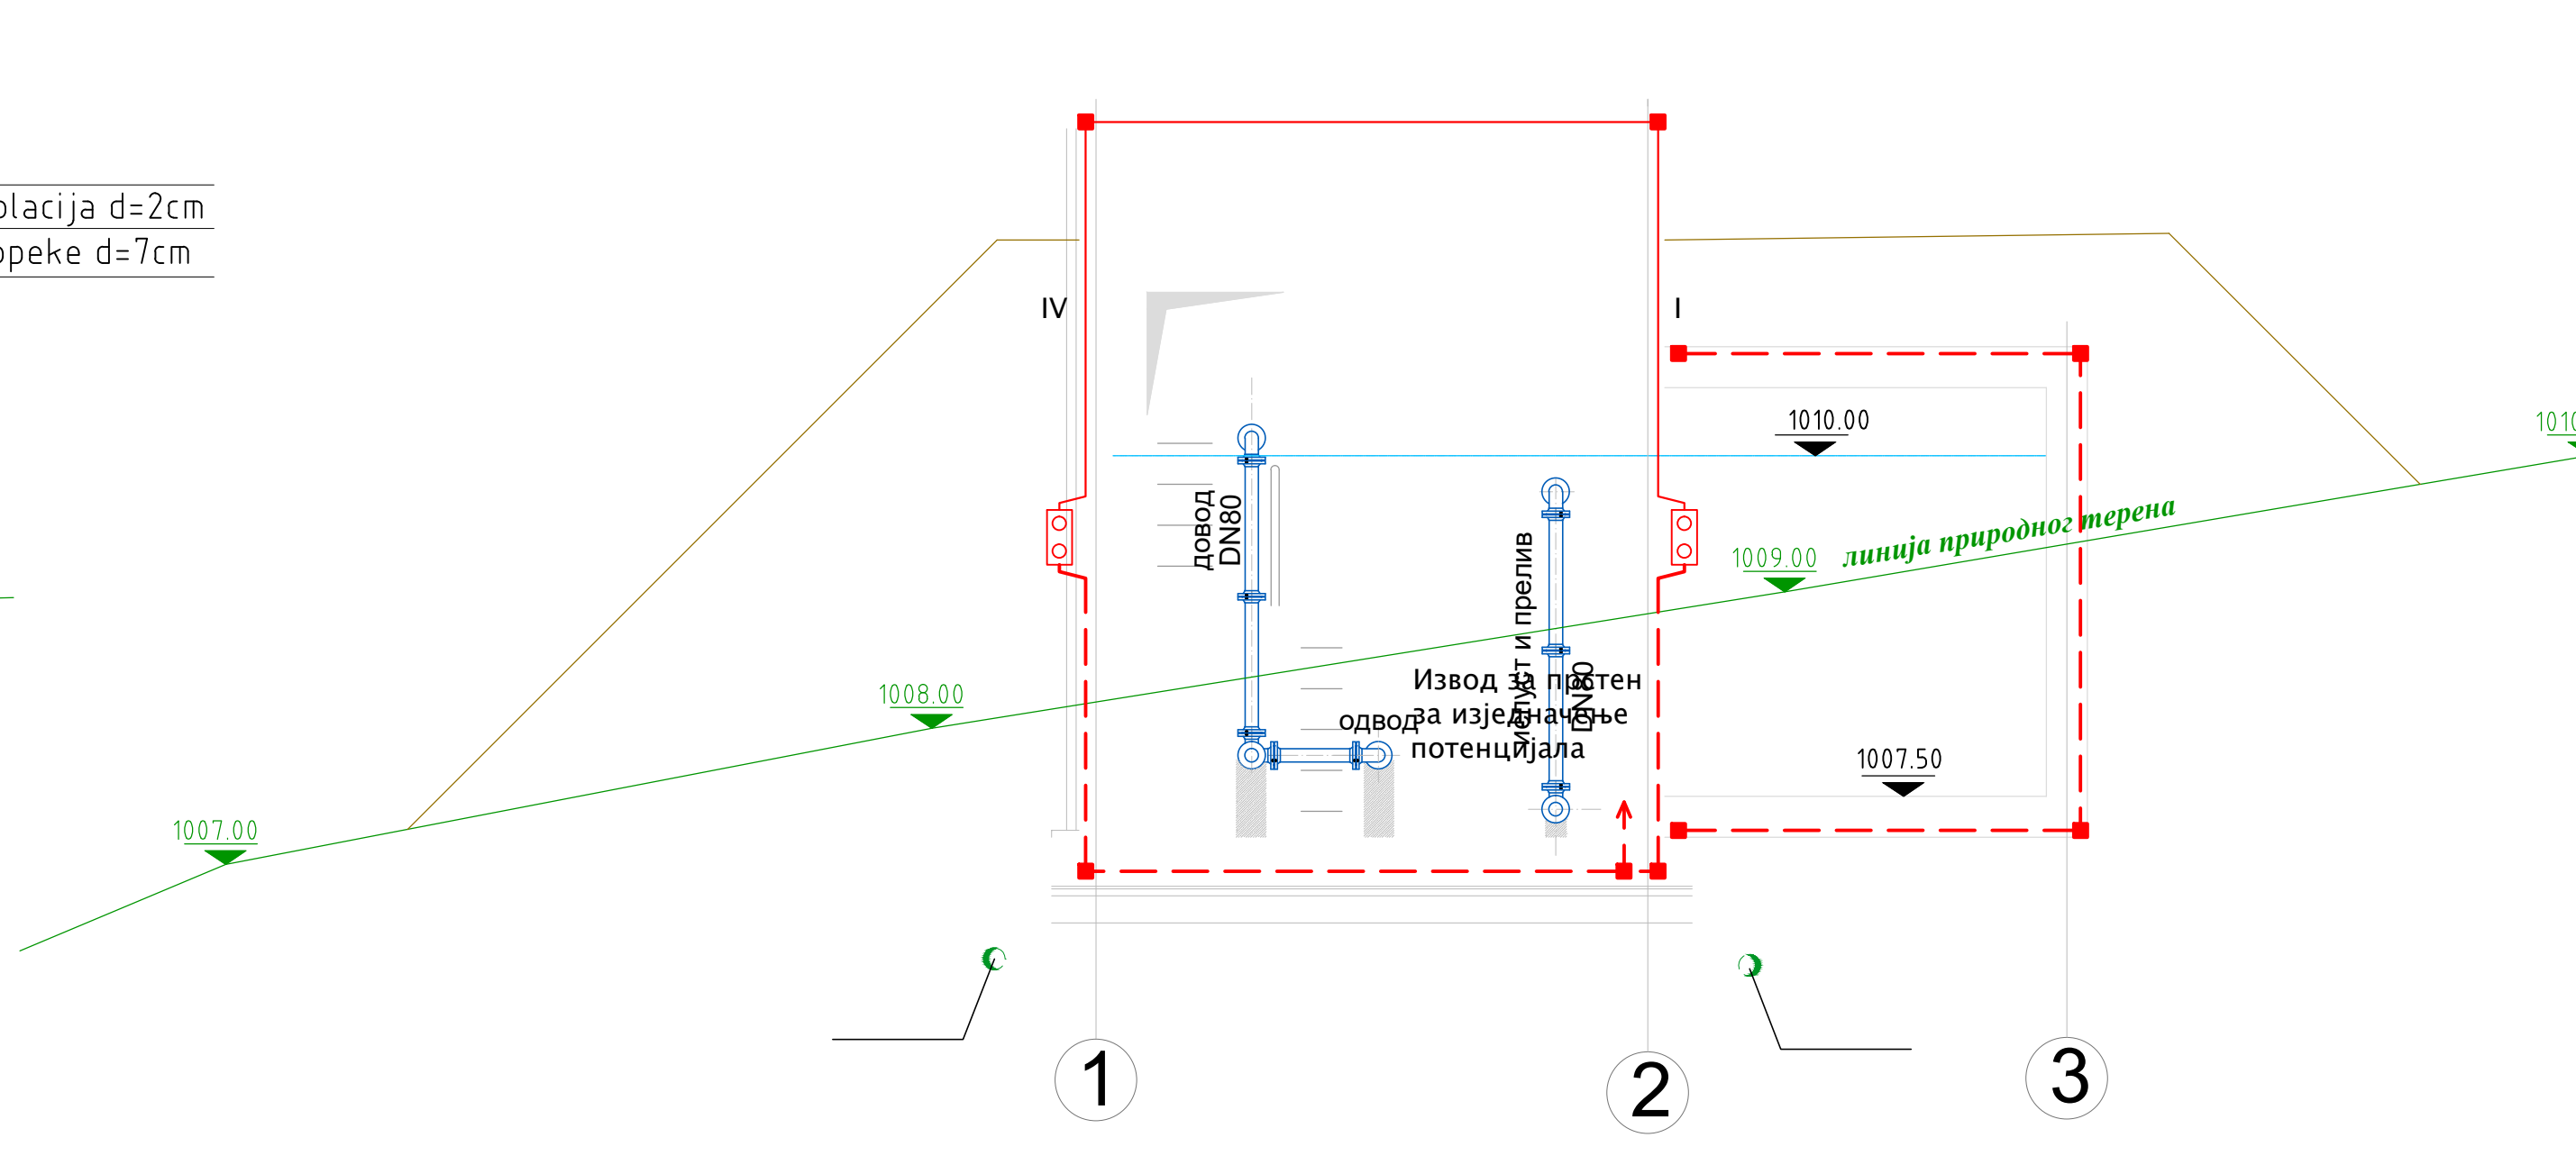 olacija d=2cm
opeke d=7cm
IV
I
1010.00
довод
DN80
испуст и прелив
DN80
1009.00
линија природног терена
1008.00
Извод за прстен
за изједначење
потенцијала
одвод
1007.50
1007.00
1
2
3